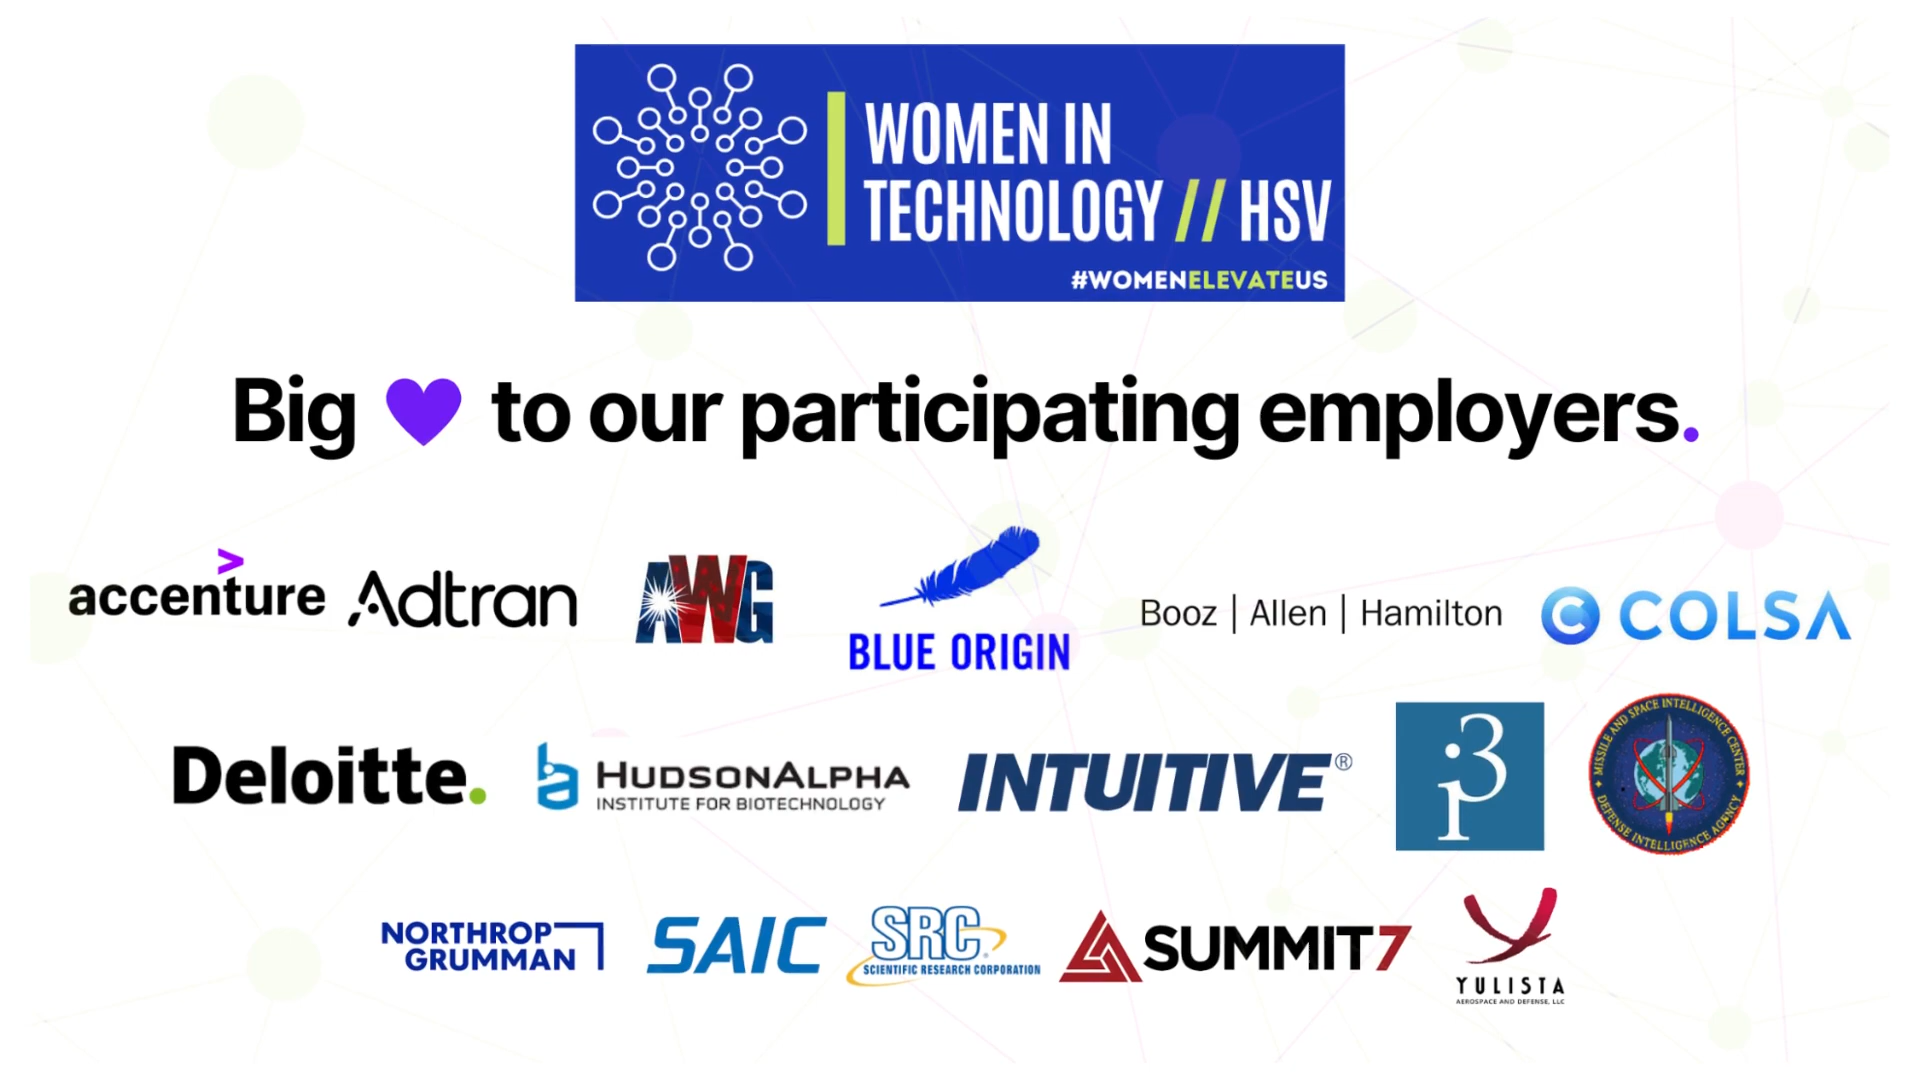 WOMEN IN
TECHNOLOGY // HSV
#WOMENELEVATEUS
Big 💜 to our participating employers.
accenture
>
Adtran
AWG
BLUE ORIGIN
Booz | Allen | Hamilton
C COLSA
Deloitte.
HUDSONALPHA
INSTITUTE FOR BIOTECHNOLOGY
INTUITIVE®
i3
MISSILE AND SPACE INTELLIGENCE CENTER
DEFENSE INTELLIGENCE AGENCY
NORTHROP
GRUMMAN
SAIC
SRC®
SCIENTIFIC RESEARCH CORPORATION
SUMMIT7
YULISTA
AEROSPACE AND DEFENSE, LLC